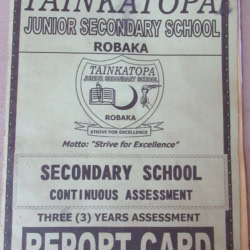 TAINKATOPA
JUNIOR SECONDARY SCHOOL
ROBAKA
TAINKATOPA
JUNIOR SECONDARY SCHOOL
ROBAKA
STRIVE FOR EXCELLENCE
Motto: "Strive for Excellence"
SECONDARY SCHOOL
CONTINUOUS ASSESSMENT
THREE (3) YEARS ASSESSMENT
REPORT CARD